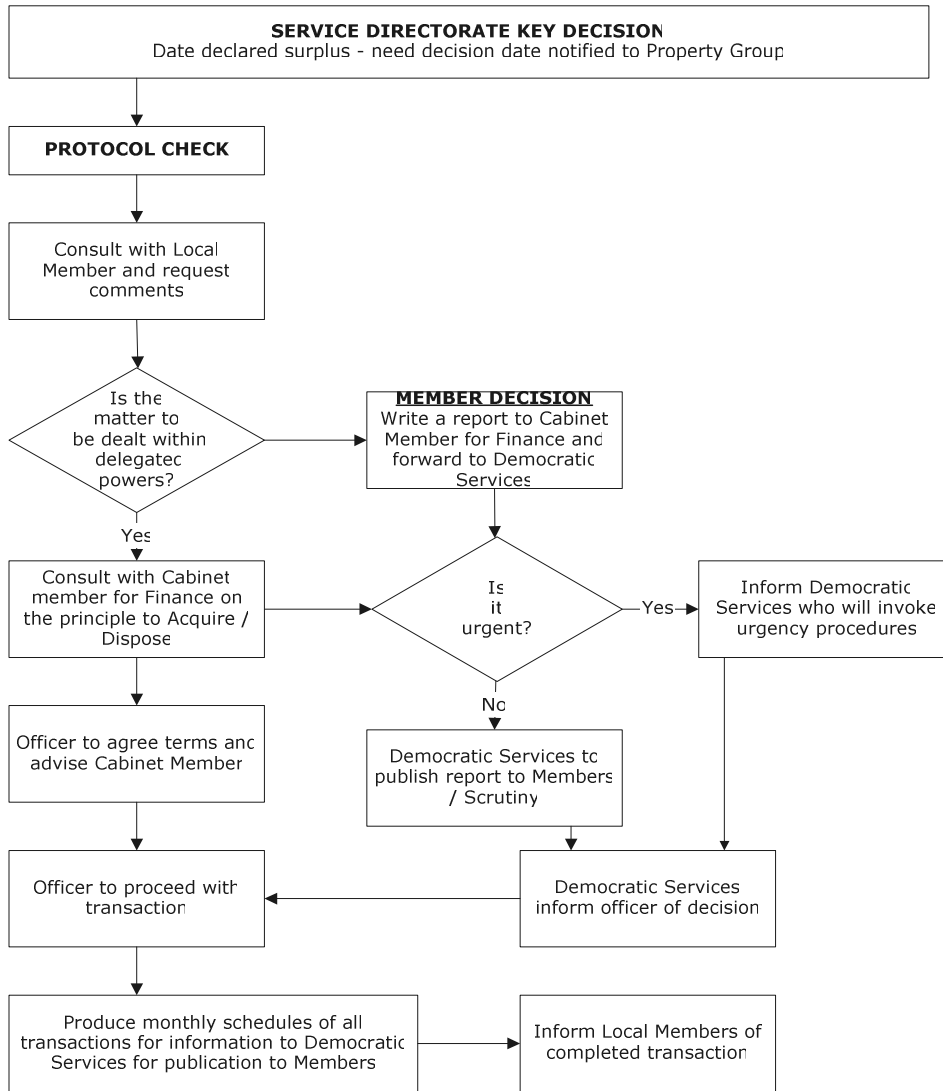 SERVICE DIRECTORATE KEY DECISION
Date declared surplus - need decision date notified to Property Group
PROTOCOL CHECK
Consult with Local
Member and request
comments
Is the
matter to
be dealt within
delegated
powers?
MEMBER DECISION
Write a report to Cabinet
Member for Finance and
forward to Democratic
Services
Yes
Consult with Cabinet
member for Finance on
the principle to Acquire /
Dispose
Is
it
urgent?
Yes
Inform Democratic
Services who will invoke
urgency procedures
No
Officer to agree terms and
advise Cabinet Member
Democratic Services to
publish report to Members
/ Scrutiny
Officer to proceed with
transaction
Democratic Services
inform officer of decision
Produce monthly schedules of all
transactions for information to Democratic
Services for publication to Members
Inform Local Members of
completed transaction